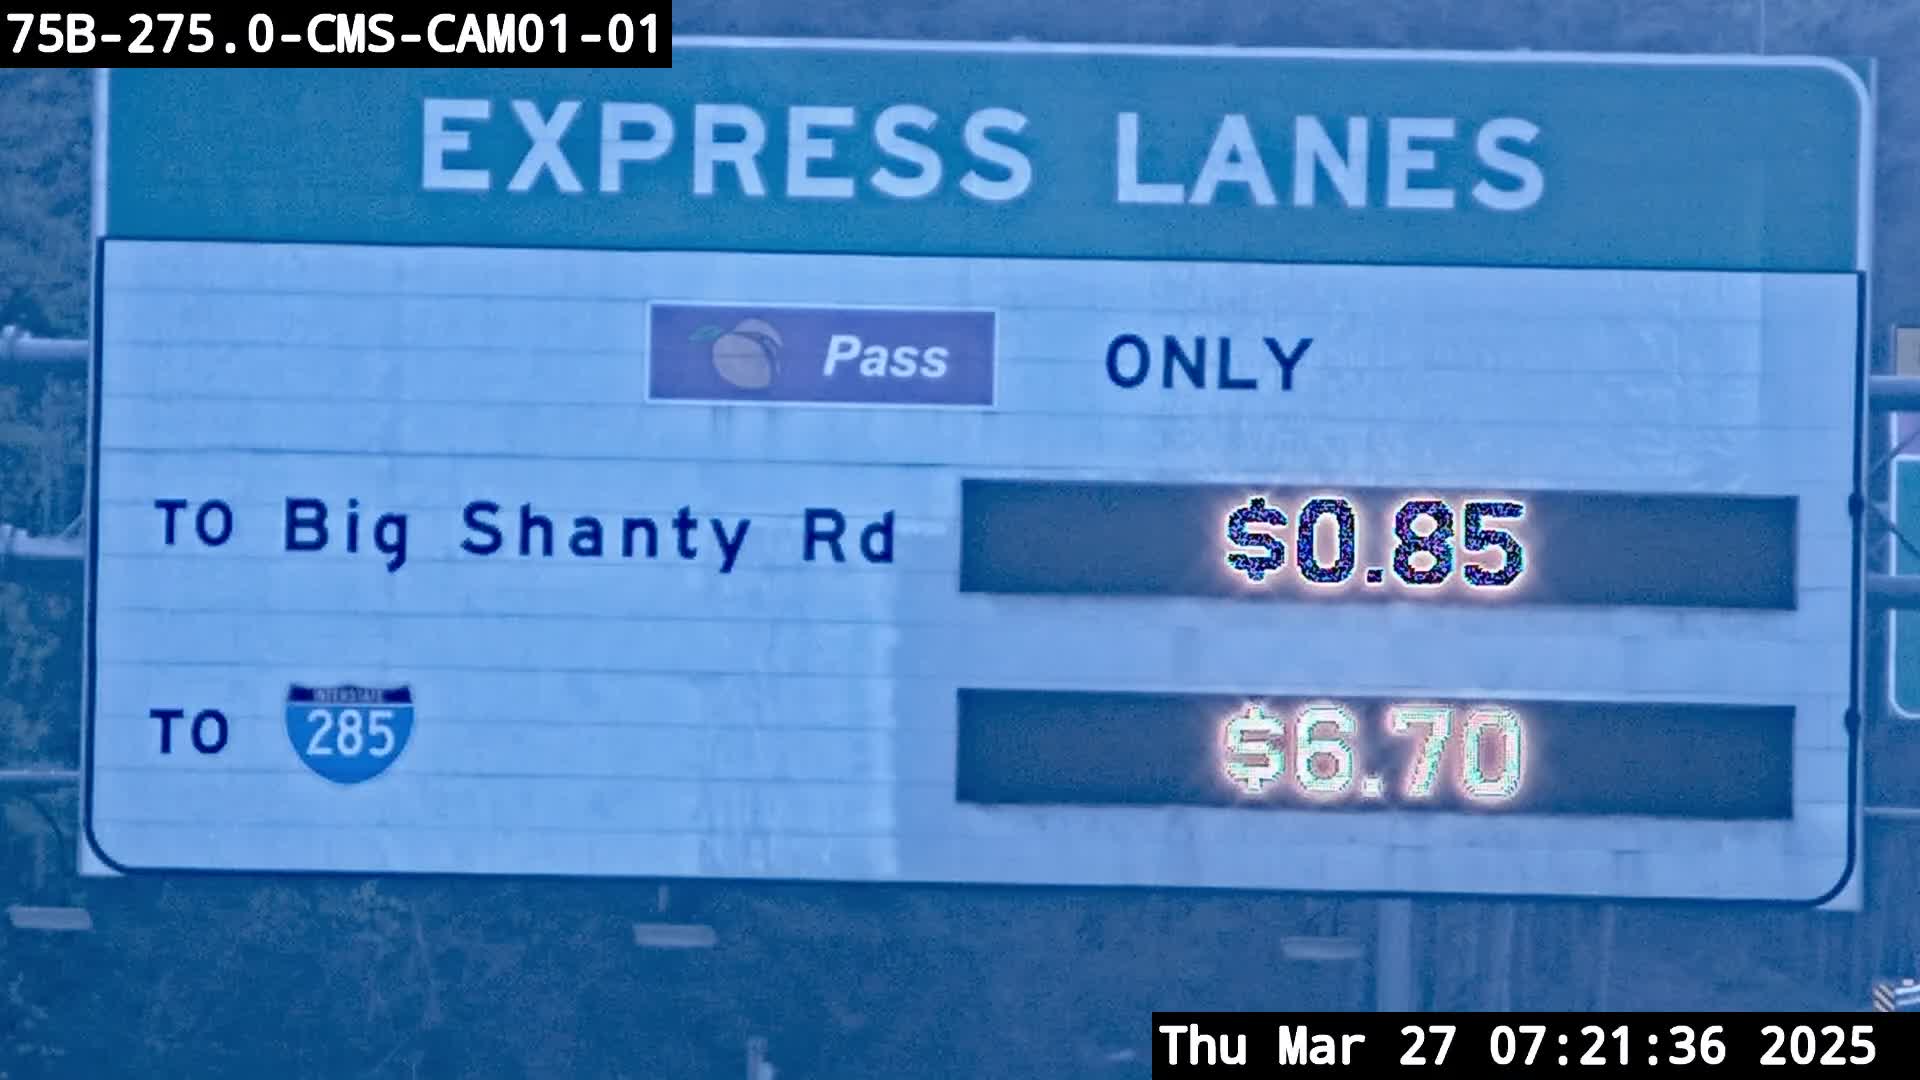 75B-275.0-CMS-CAM01-01
EXPRESS LANES
Pass ONLY
TO Big Shanty Rd $0.85
INTERSTATE
TO 285 $6.70
Thu Mar 27 07:21:36 2025